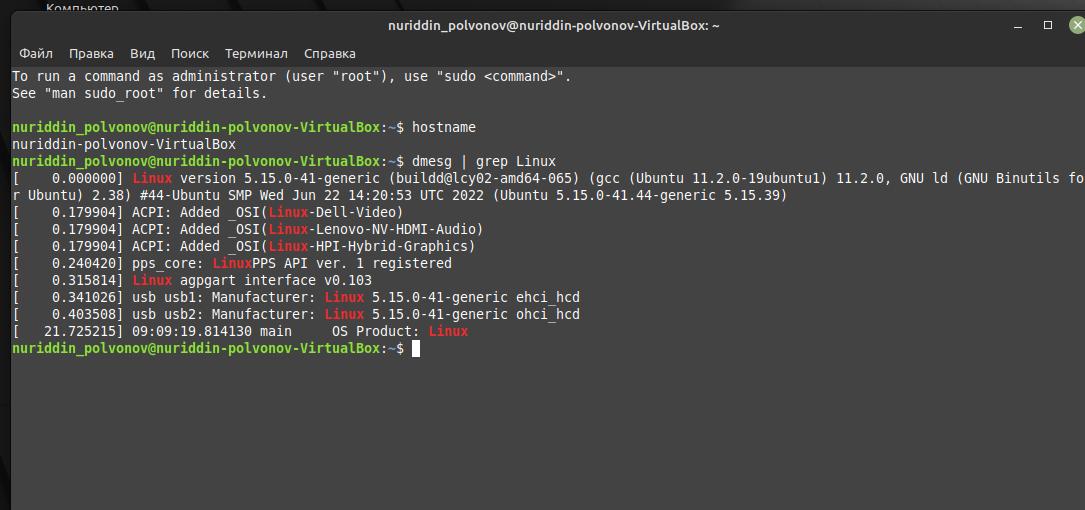 Компьютер
nuriddin_polvonov@nuriddin-polvonov-VirtualBox: ~
Файл Правка Вид Поиск Терминал Справка
To run a command as administrator (user "root"), use "sudo <command>".
See "man sudo_root" for details.
nuriddin_polvonov@nuriddin-polvonov-VirtualBox:~$ hostname
nuriddin-polvonov-VirtualBox
nuriddin_polvonov@nuriddin-polvonov-VirtualBox:~$ dmesg | grep Linux
[    0.000000] Linux version 5.15.0-41-generic (buildd@lcy02-amd64-065) (gcc (Ubuntu 11.2.0-19ubuntu1) 11.2.0, GNU ld (GNU Binutils fo
r Ubuntu) 2.38) #44-Ubuntu SMP Wed Jun 22 14:20:53 UTC 2022 (Ubuntu 5.15.0-41.44-generic 5.15.39)
[    0.179904] ACPI: Added _OSI(Linux-Dell-Video)
[    0.179904] ACPI: Added _OSI(Linux-Lenovo-NV-HDMI-Audio)
[    0.179904] ACPI: Added _OSI(Linux-HPI-Hybrid-Graphics)
[    0.240420] pps_core: LinuxPPS API ver. 1 registered
[    0.315814] Linux agpgart interface v0.103
[    0.341026] usb usb1: Manufacturer: Linux 5.15.0-41-generic ehci_hcd
[    0.403508] usb usb2: Manufacturer: Linux 5.15.0-41-generic ohci_hcd
[   21.725215] 09:09:19.814130 main     OS Product: Linux
nuriddin_polvonov@nuriddin-polvonov-VirtualBox:~$